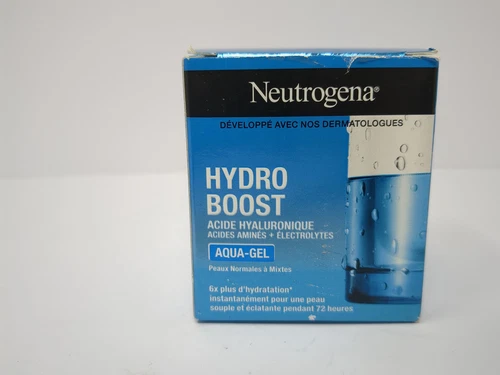 Neutrogena®
DÉVELOPPÉ AVEC NOS DERMATOLOGUES
HYDRO
BOOST
ACIDE HYALURONIQUE
ACIDES AMINÉS + ÉLECTROLYTES
AQUA-GEL
Peaux Normales à Mixtes
6x plus d'hydratation*
instantanément pour une peau
souple et éclatante pendant 72 heures